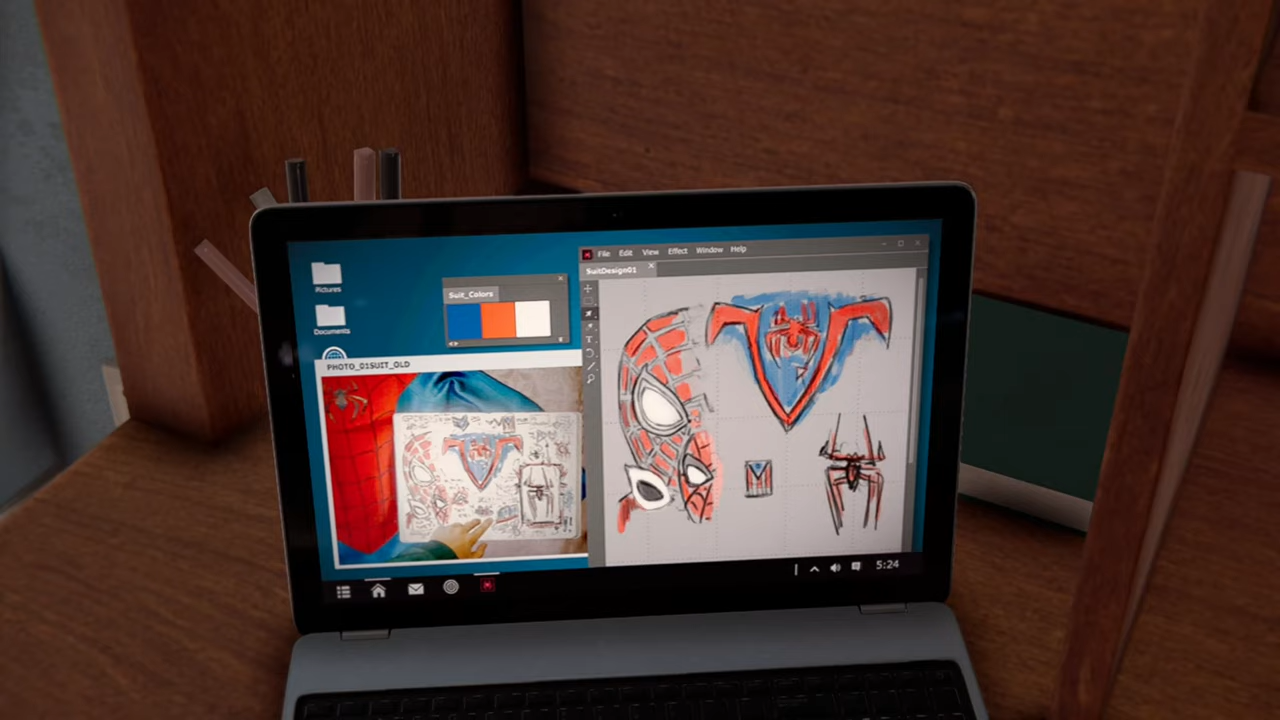 Pictures
Documents
Suit_Colors
PHOTO_01SUIT_OLD
File Edit View Effect Window Help
SuitDesign01
5:24